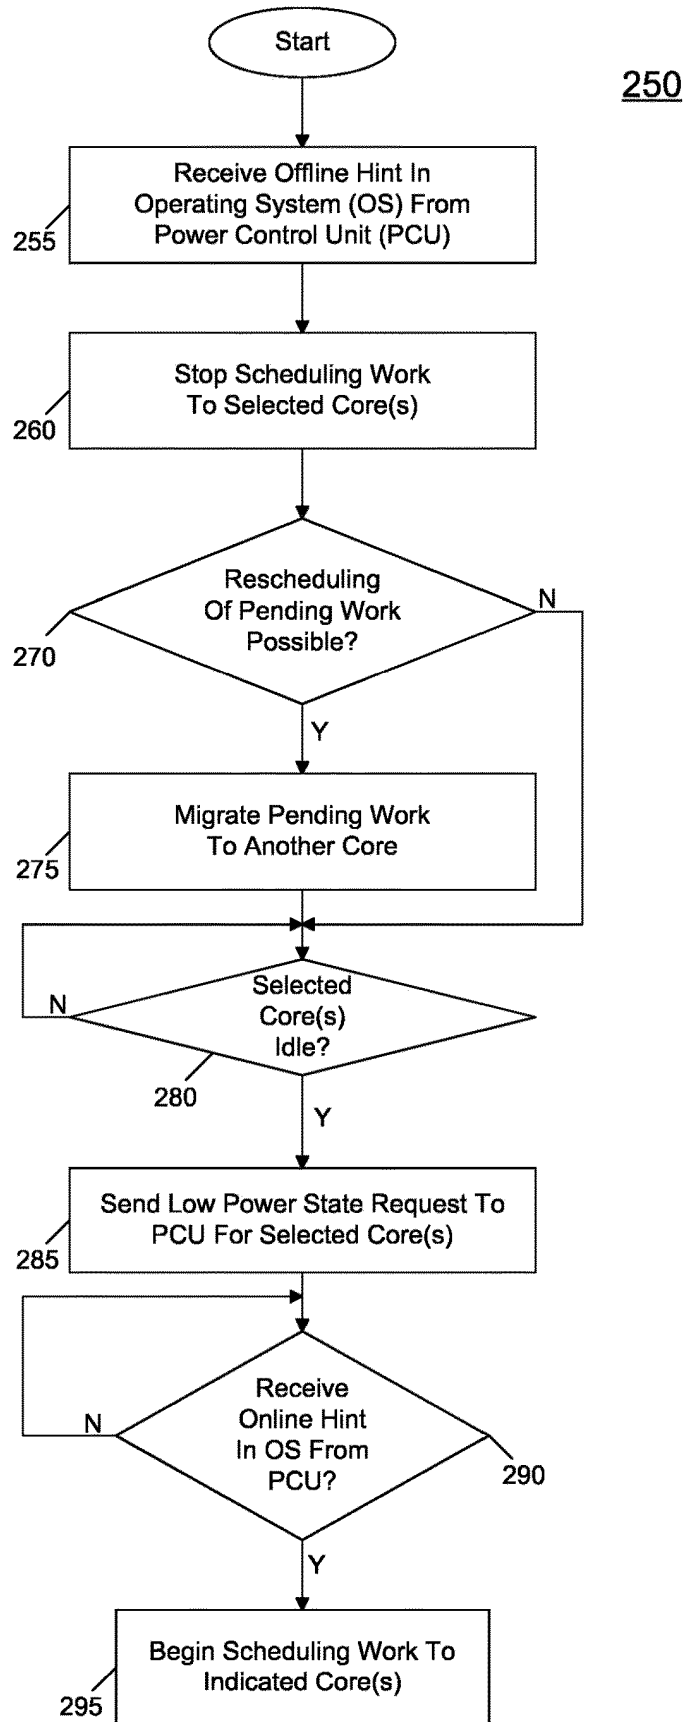 Start
250
Receive Offline Hint In
Operating System (OS) From
Power Control Unit (PCU)
255
Stop Scheduling Work
To Selected Core(s)
260
Rescheduling
Of Pending Work
Possible?
N
270
Y
Migrate Pending Work
To Another Core
275
Selected
Core(s)
Idle?
N
280
Y
Send Low Power State Request To
PCU For Selected Core(s)
285
Receive
Online Hint
In OS From
PCU?
N
290
Y
Begin Scheduling Work To
Indicated Core(s)
295